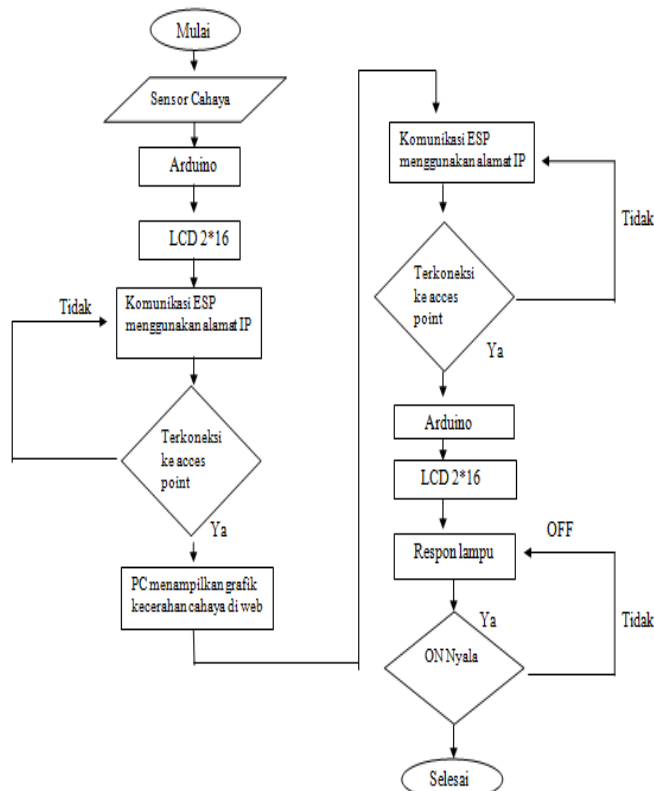 Mulai
Sensor Cahaya
Arduino
LCD 2*16
Komunikasi ESP
menggunakan alamat IP
Tidak
Terkoneksi
ke acces
point
Ya
PC menampilkan grafik
kecerahan cahaya di web
Komunikasi ESP
menggunakan alamat IP
Tidak
Terkoneksi
ke acces
point
Ya
Arduino
LCD 2*16
Respon lampu
OFF
Ya
Tidak
ON Nyala
Selesai